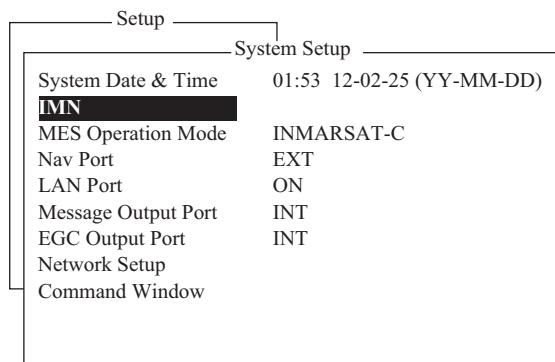 Setup
System Setup
System Date & Time 01:53 12-02-25 (YY-MM-DD)
IMN
MES Operation Mode INMARSAT-C
Nav Port EXT
LAN Port ON
Message Output Port INT
EGC Output Port INT
Network Setup
Command Window